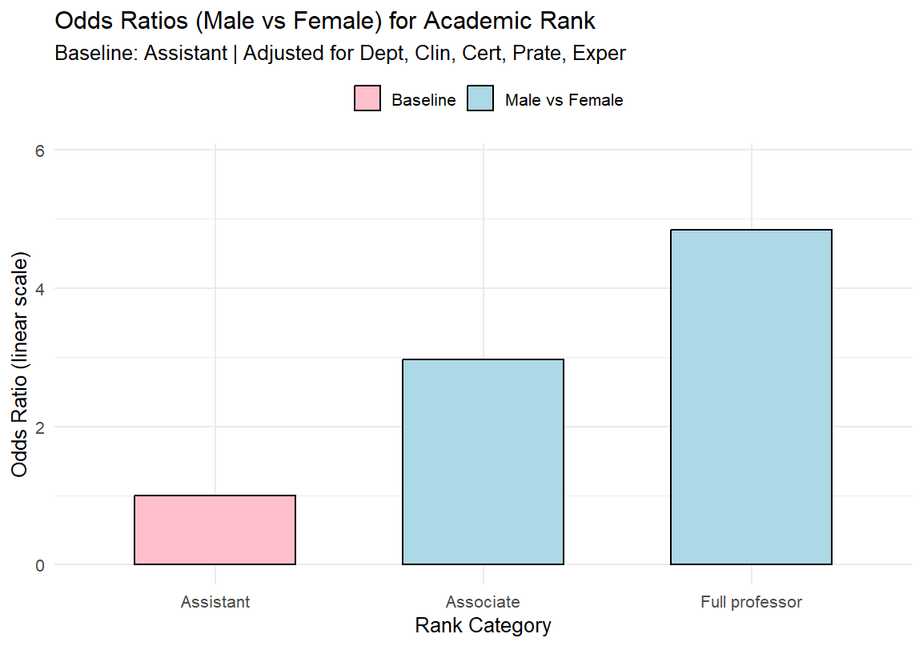 Odds Ratios (Male vs Female) for Academic Rank
Baseline: Assistant | Adjusted for Dept, Clin, Cert, Prate, Exper
Baseline
Male vs Female
Odds Ratio (linear scale)
6
4
2
0
Assistant
Associate
Full professor
Rank Category